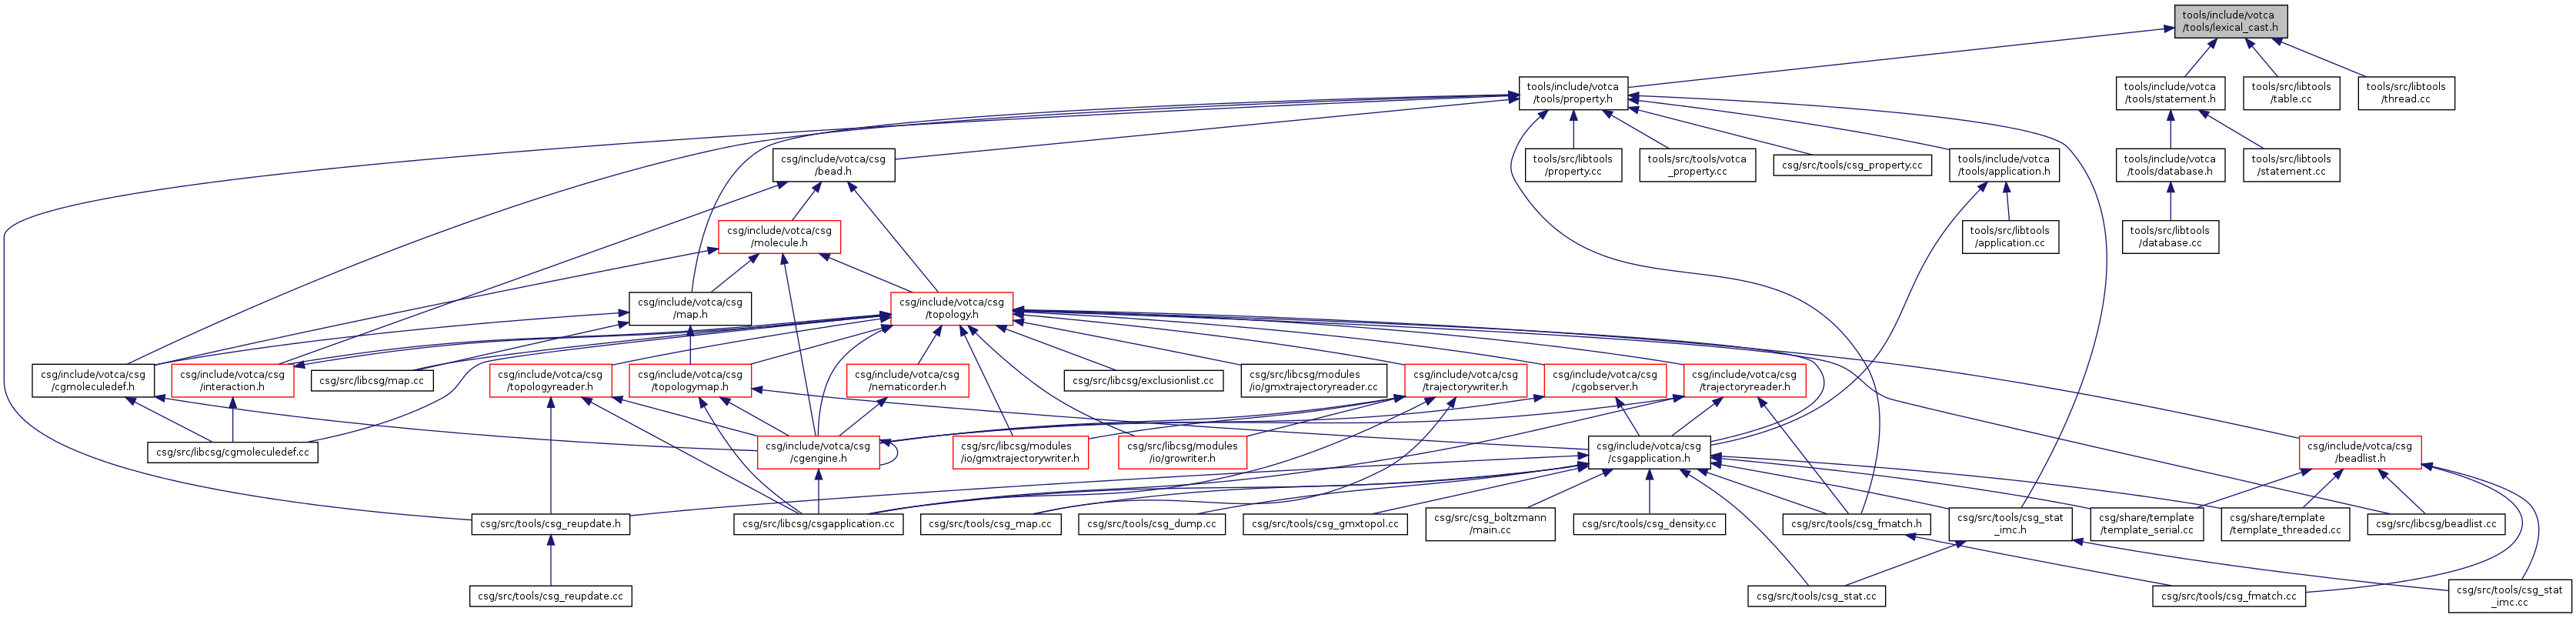 tools/include/votca
/tools/lexical_cast.h
tools/include/votca
/tools/property.h
tools/include/votca
/tools/statement.h
tools/src/libtools
/table.cc
tools/src/libtools
/thread.cc
csg/include/votca/csg
/bead.h
tools/src/libtools
/property.cc
tools/src/tools/votca
_property.cc
csg/src/tools/csg_property.cc
tools/include/votca
/tools/application.h
tools/include/votca
/tools/database.h
tools/src/libtools
/statement.cc
csg/include/votca/csg
/molecule.h
tools/src/libtools
/application.cc
tools/src/libtools
/database.cc
csg/include/votca/csg
/map.h
csg/include/votca/csg
/topology.h
csg/include/votca/csg
/cgmoleculedef.h
csg/include/votca/csg
/interaction.h
csg/src/libcsg/map.cc
csg/include/votca/csg
/topologyreader.h
csg/include/votca/csg
/topologymap.h
csg/include/votca/csg
/nematicorder.h
csg/src/libcsg/exclusionlist.cc
csg/src/libcsg/modules
/io/gmxtrajectoryreader.cc
csg/include/votca/csg
/trajectorywriter.h
csg/include/votca/csg
/cgobserver.h
csg/include/votca/csg
/trajectoryreader.h
csg/src/libcsg/cgmoleculedef.cc
csg/include/votca/csg
/cgengine.h
csg/src/libcsg/modules
/io/gmxtrajectorywriter.h
csg/src/libcsg/modules
/io/growriter.h
csg/include/votca/csg
/csgapplication.h
csg/include/votca/csg
/beadlist.h
csg/src/tools/csg_reupdate.h
csg/src/libcsg/csgapplication.cc
csg/src/tools/csg_map.cc
csg/src/tools/csg_dump.cc
csg/src/tools/csg_gmxtopol.cc
csg/src/csg_boltzmann
/main.cc
csg/src/tools/csg_density.cc
csg/src/tools/csg_fmatch.h
csg/src/tools/csg_stat
_imc.h
csg/share/template
/template_serial.cc
csg/share/template
/template_threaded.cc
csg/src/libcsg/beadlist.cc
csg/src/tools/csg_reupdate.cc
csg/src/tools/csg_stat.cc
csg/src/tools/csg_fmatch.cc
csg/src/tools/csg_stat
_imc.cc